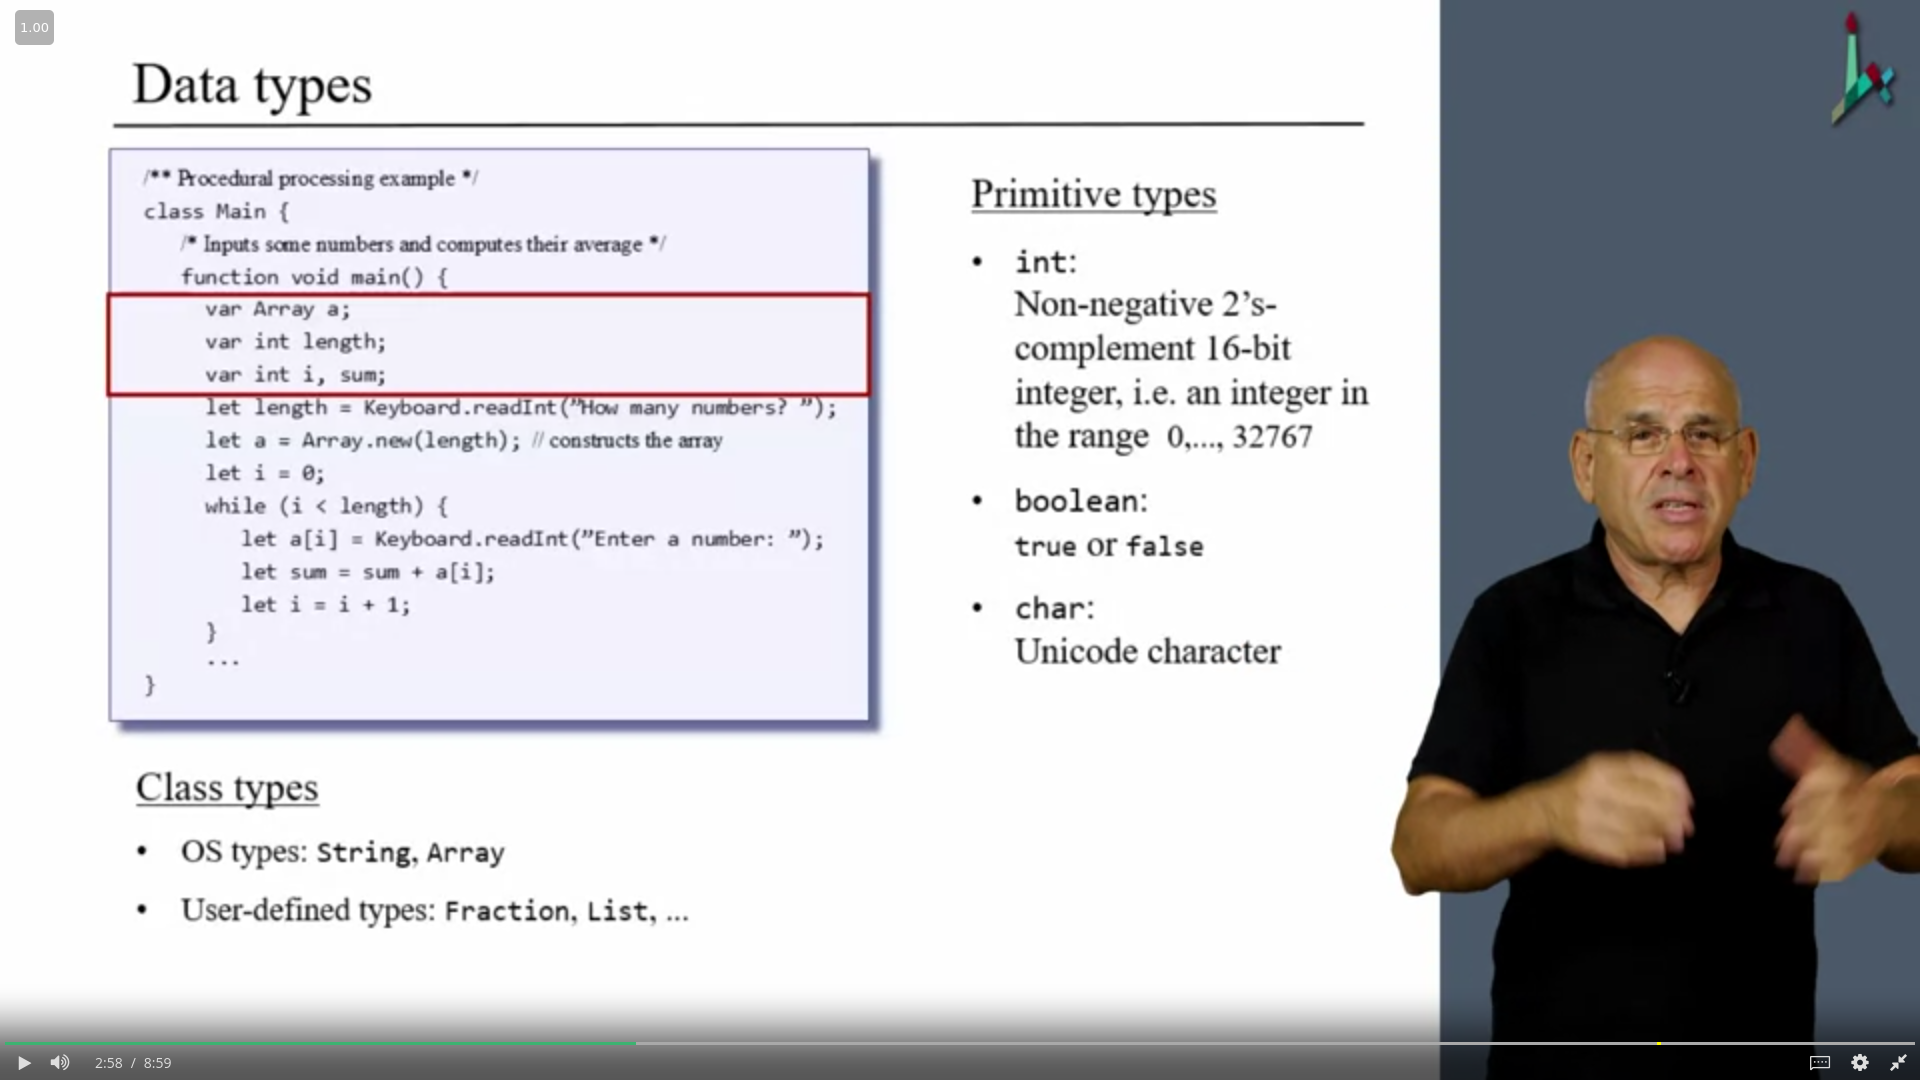 1.00
Data types
/** Procedural processing example */
class Main {
/* Inputs some numbers and computes their average */
function void main() {
var Array a;
var int length;
var int i, sum;
let length = Keyboard.readInt(”How many numbers? ”);
let a = Array.new(length); // constructs the array
let i = 0;
while (i < length) {
let a[i] = Keyboard.readInt(”Enter a number: ”);
let sum = sum + a[i];
let i = i + 1;
}
...
}
Primitive types
• int:
Non-negative 2’s-
complement 16-bit
integer, i.e. an integer in
the range 0,..., 32767
• boolean:
true or false
• char:
Unicode character
Class types
• OS types: String, Array
• User-defined types: Fraction, List, ...
2:58 / 8:59